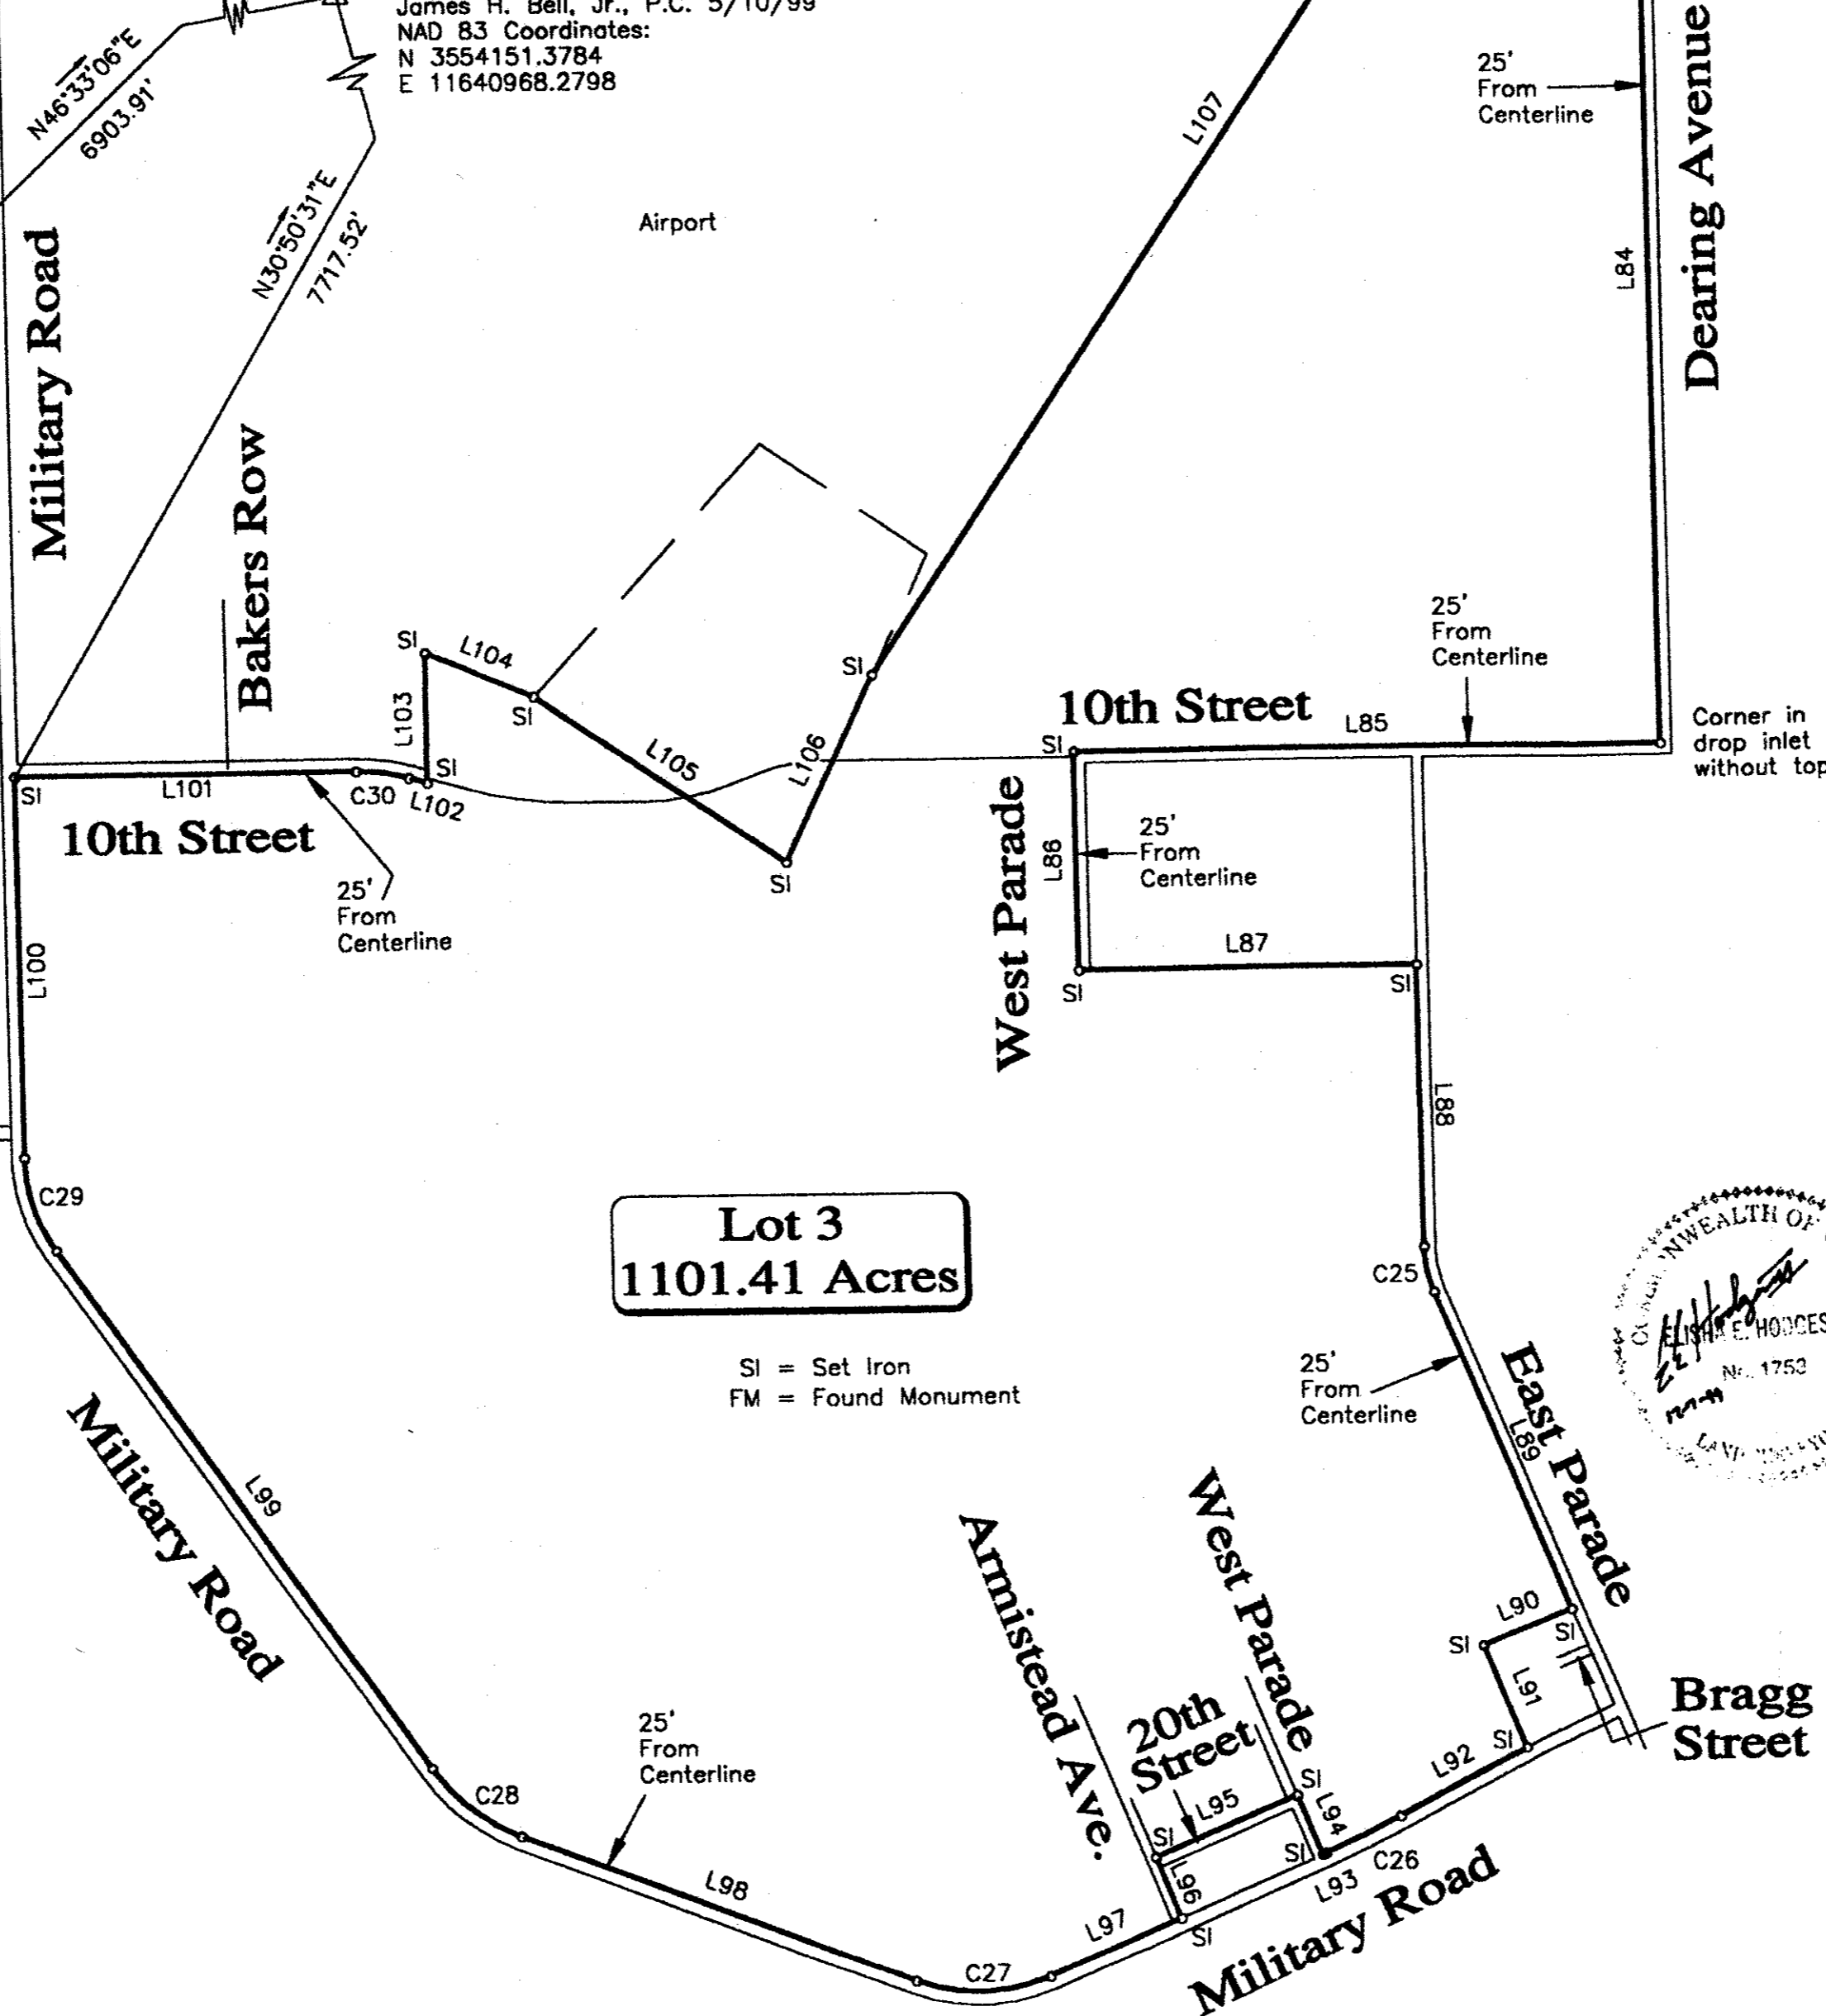 James H. Bell, Jr., P.C. 5/10/99
NAD 83 Coordinates:
N 3554151.3784
E 11640968.2798
N46°33'06"E
6903.91'
N30°50'31"E
7717.52'
Airport
L107
25'
From
Centerline
Dearing Avenue
L84
Military Road
Bakers Row
SI
L104
SI
L103
L105
SI
L106
SI
SI
L101
C30
L102
SI
10th Street
25'
From
Centerline
10th Street
L85
25'
From
Centerline
Corner in
drop inlet
without top
SI
West Parade
L86
25'
From
Centerline
L87
SI
SI
L88
L100
C29
Lot 3
1101.41 Acres
SI = Set Iron
FM = Found Monument
C25
25'
From
Centerline
L89
East Parade
ELISHA E. HODGES
No. 1753
L99
Military Road
C28
25'
From
Centerline
L98
C27
L97
Armistead Ave.
West Parade
20th
Street
L95
SI
SI
L94
SI
L96
SI
L93
C26
Military Road
L92
SI
L91
SI
L90
SI
Bragg
Street